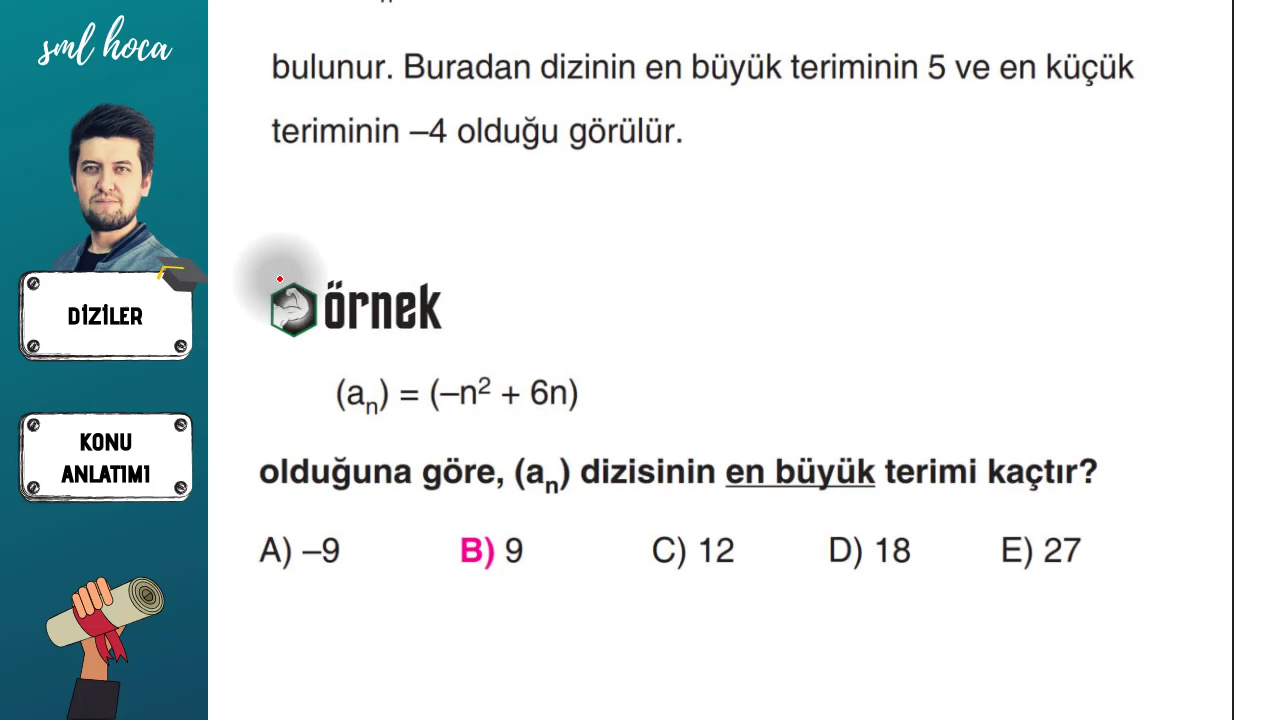 sml hoca
DİZİLER
KONU
ANLATIMI
bulunur. Buradan dizinin en büyük teriminin 5 ve en küçük
teriminin –4 olduğu görülür.
örnek
(aₙ) = (–n² + 6n)
olduğuna göre, (aₙ) dizisinin en büyük terimi kaçtır?
A) –9 B) 9 C) 12 D) 18 E) 27